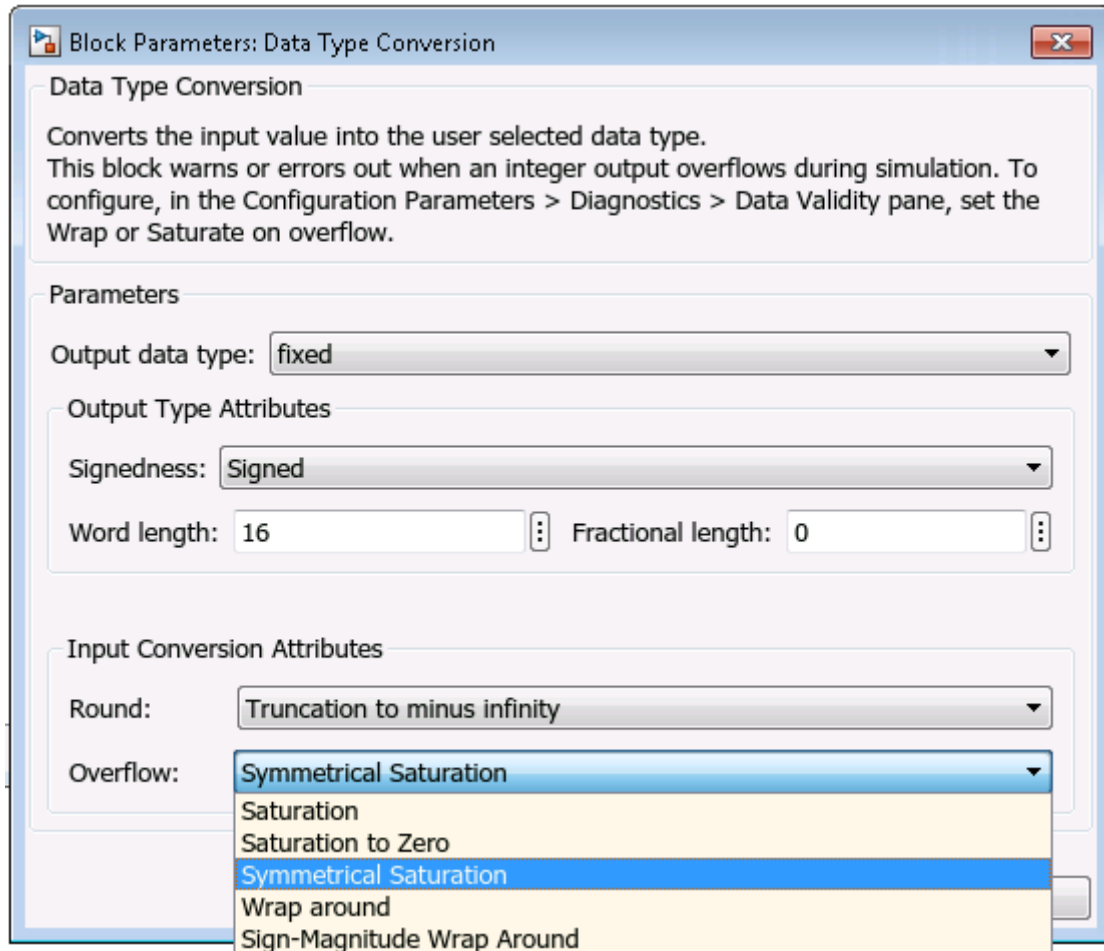 Block Parameters: Data Type Conversion
Data Type Conversion
Converts the input value into the user selected data type.
This block warns or errors out when an integer output overflows during simulation. To
configure, in the Configuration Parameters > Diagnostics > Data Validity pane, set the
Wrap or Saturate on overflow.
Parameters
Output data type: fixed
Output Type Attributes
Signedness: Signed
Word length: 16 Fractional length: 0
Input Conversion Attributes
Round: Truncation to minus infinity
Overflow: Symmetrical Saturation
Saturation
Saturation to Zero
Symmetrical Saturation
Wrap around
Sign-Magnitude Wrap Around